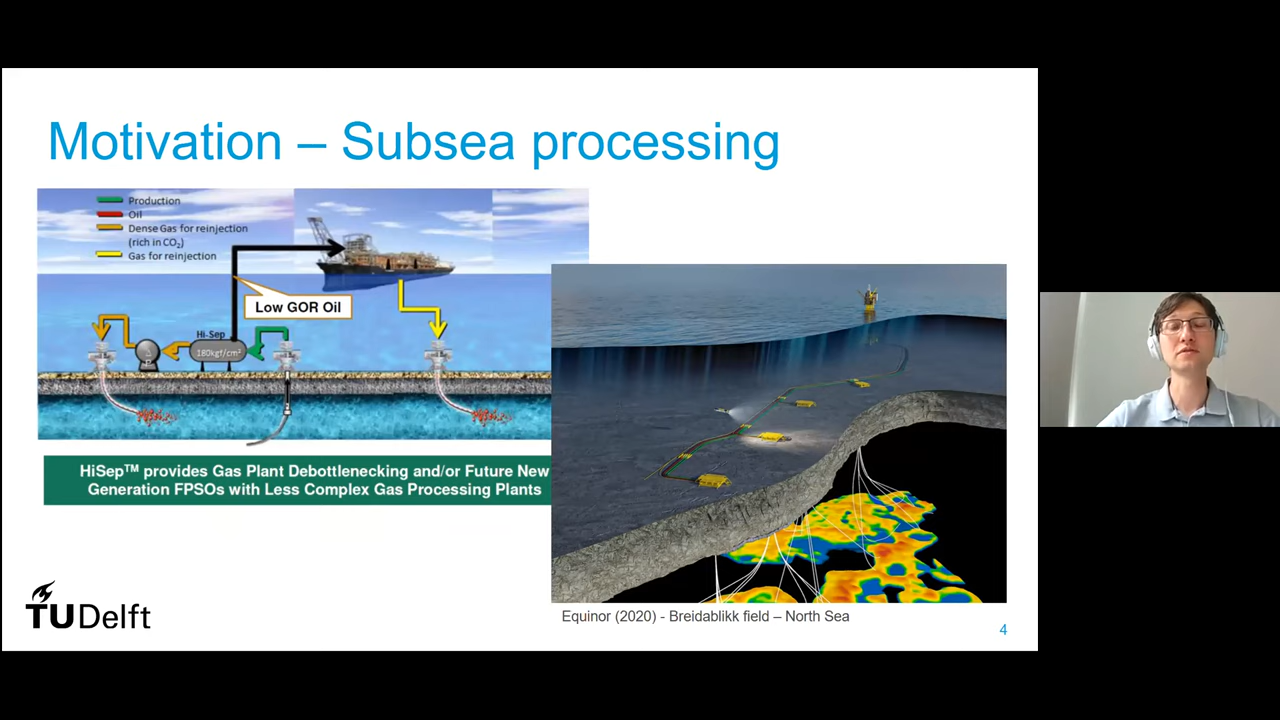 Motivation – Subsea processing
Production
Oil
Dense Gas for reinjection
(rich in CO₂)
Gas for reinjection
Low GOR Oil
Hi-Sep
180kgf/cm²
HiSep™ provides Gas Plant Debottlenecking and/or Future New
Generation FPSOs with Less Complex Gas Processing Plants
Equinor (2020) - Breidablikk field – North Sea
TUDelft
4